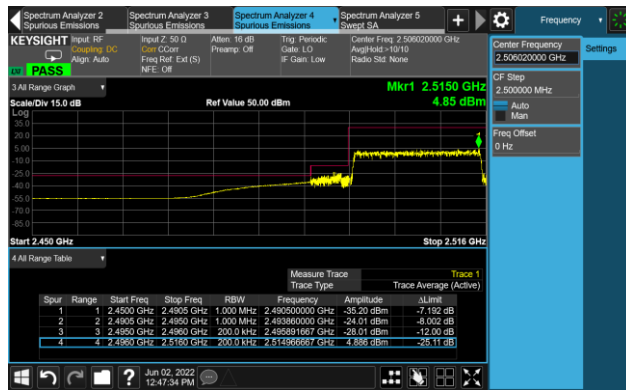 Spectrum Analyzer 2
Spurious Emissions
Spectrum Analyzer 3
Spurious Emissions
Spectrum Analyzer 4
Spurious Emissions
Spectrum Analyzer 5
Swept SA
Frequency
KEYSIGHT
Input: RF
Coupling: DC
Align: Auto
Input Z: 50 Ω
Corr CCorr
Freq Ref: Ext (S)
NFE: Off
Atten: 16 dB
Preamp: Off
Trig: Periodic
Gate: LO
IF Gain: Low
Center Freq: 2.506020000 GHz
Avg|Hold:>10/10
Radio Std: None
PASS
3 All Range Graph
Mkr1 2.5150 GHz
4.85 dBm
Scale/Div 15.0 dB
Ref Value 50.00 dBm
Log
35.0
20.0
5.00
-10.0
-25.0
-40.0
-55.0
-70.0
-85.0
1
Start 2.450 GHz
Stop 2.516 GHz
4 All Range Table
Measure Trace Trace 1
Trace Type Trace Average (Active)
Spur Range Start Freq Stop Freq RBW Frequency Amplitude ΔLimit
1 1 2.4500 GHz 2.4905 GHz 1.000 MHz 2.490500000 GHz -35.20 dBm -7.192 dB
2 2 2.4905 GHz 2.4950 GHz 1.000 MHz 2.493860000 GHz -24.01 dBm -8.002 dB
3 3 2.4950 GHz 2.4960 GHz 200.0 kHz 2.495891667 GHz -28.01 dBm -12.00 dB
4 4 2.4960 GHz 2.5160 GHz 200.0 kHz 2.514966667 GHz 4.886 dBm -25.11 dB
Center Frequency
2.506020000 GHz
Settings
CF Step
2.500000 MHz
Auto
Man
Freq Offset
0 Hz
Jun 02, 2022
12:47:34 PM